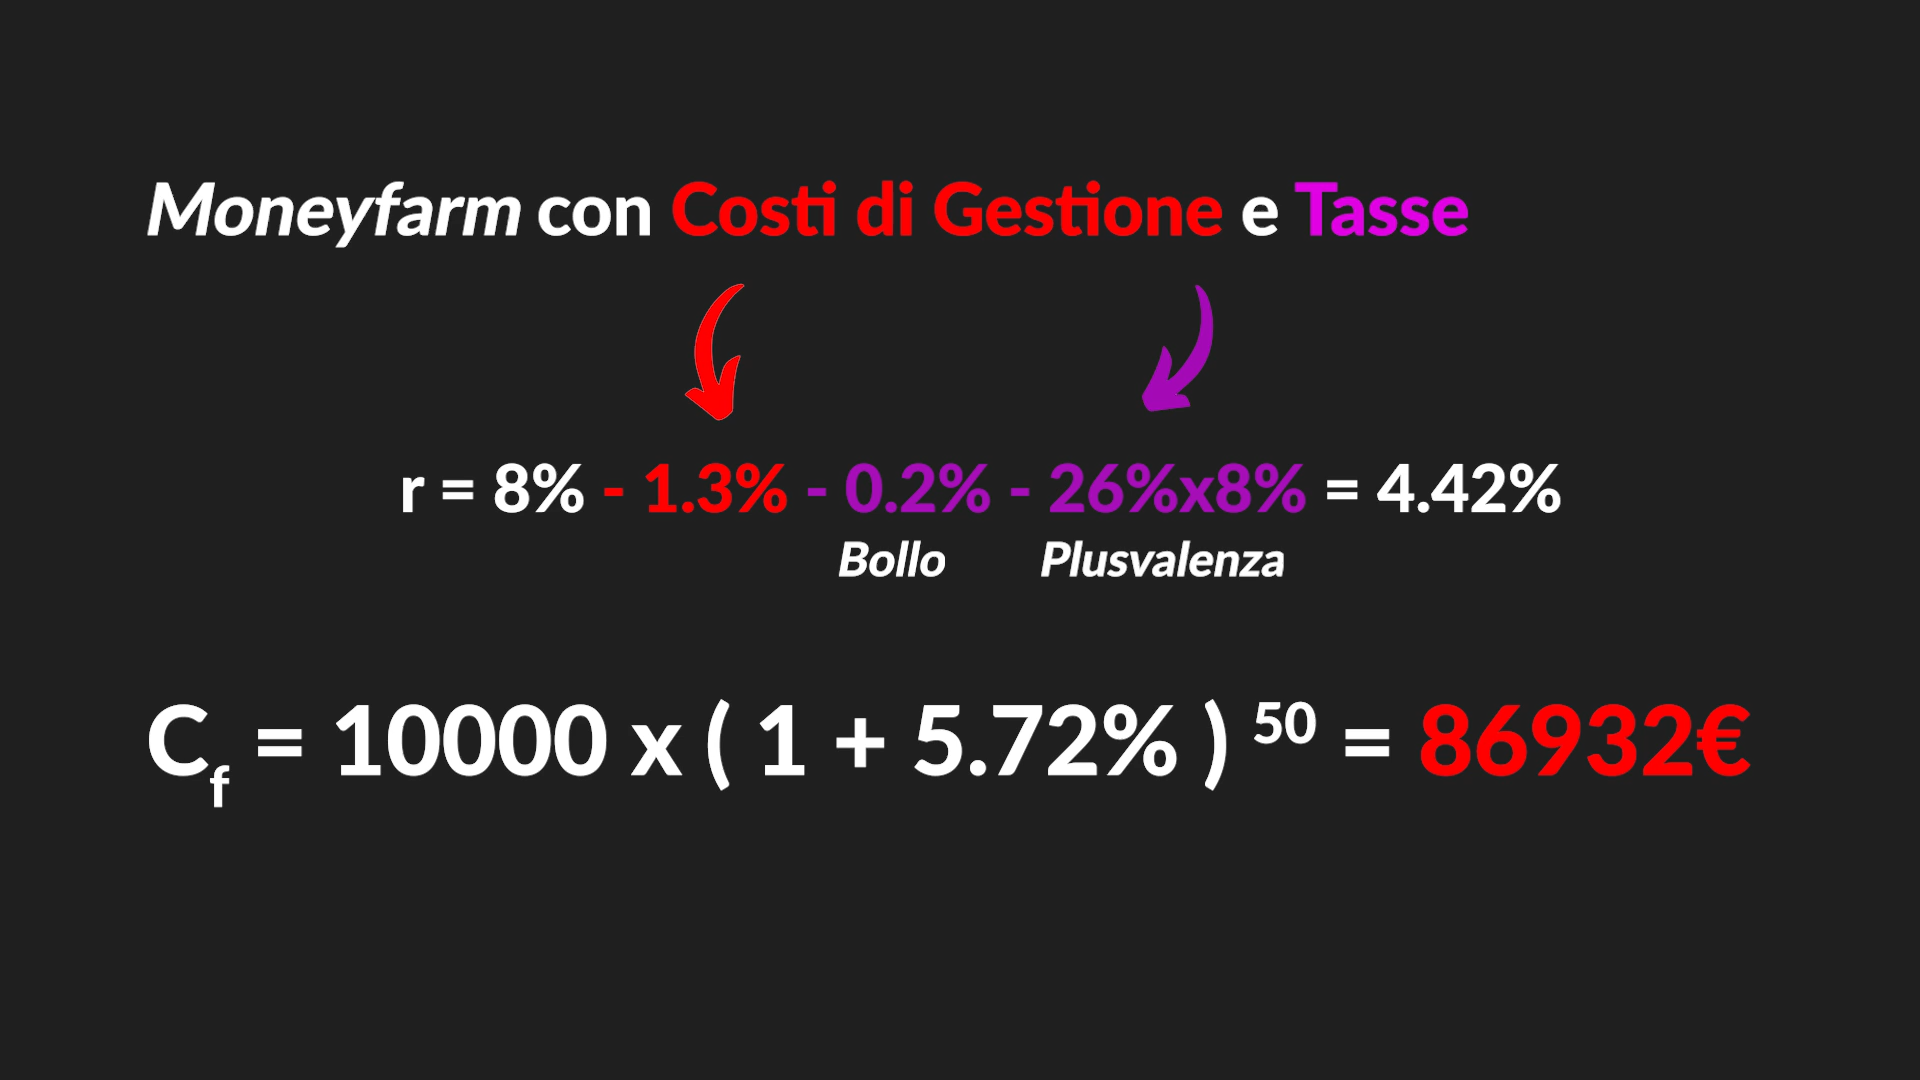 Moneyfarm con Costi di Gestione e Tasse
r = 8% - 1.3% - 0.2% - 26%x8% = 4.42%
Bollo Plusvalenza
Cf = 10000 x ( 1 + 5.72% ) 50 = 86932€